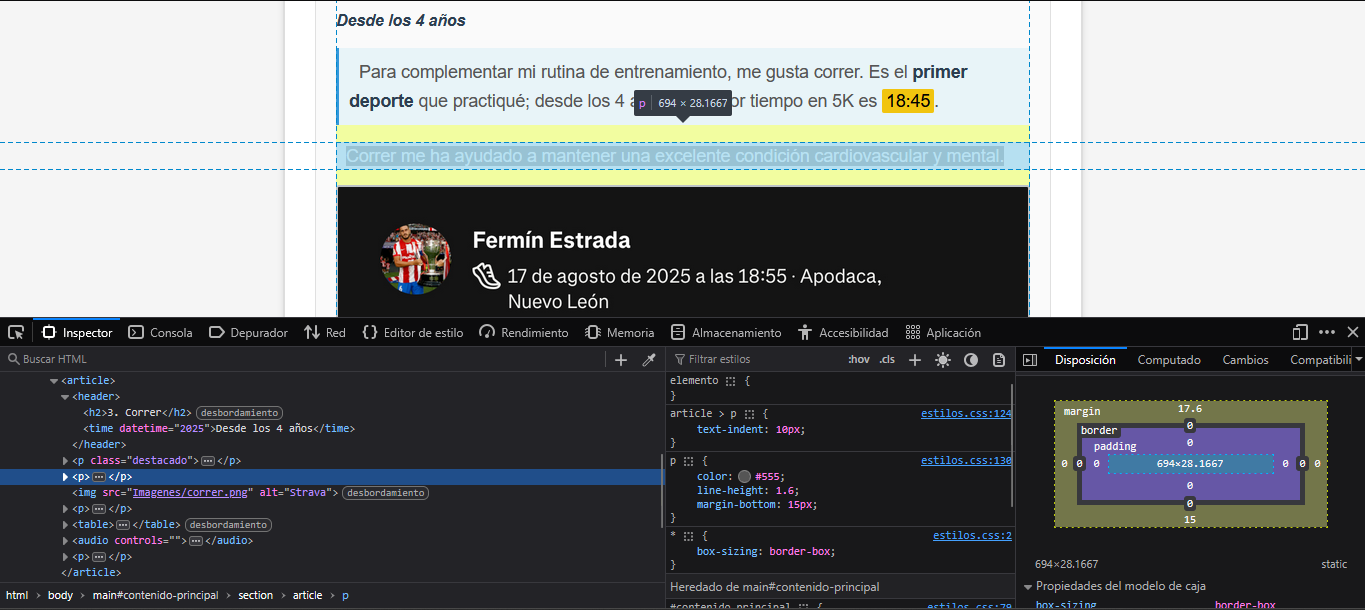 Desde los 4 años
Para complementar mi rutina de entrenamiento, me gusta correr. Es el primer
deporte que practiqué; desde los 4 a
or tiempo en 5K es 18:45.
p 694 × 28.1667
Correr me ha ayudado a mantener una excelente condición cardiovascular y mental.
Fermín Estrada
17 de agosto de 2025 a las 18:55 · Apodaca,
Nuevo León
Inspector Consola Depurador Red Editor de estilo Rendimiento Memoria Almacenamiento Accesibilidad Aplicación
Buscar HTML
<article>
<header>
<h2>3. Correr</h2> desbordamiento
<time datetime="2025">Desde los 4 años</time>
</header>
<p class="destacado">···</p>
<p>···</p>
<img src="Imagenes/correr.png" alt="Strava"> desbordamiento
<p>···</p>
<table>···</table> desbordamiento
<audio controls="">···</audio>
<p>···</p>
</article>
html > body > main#contenido-principal > section > article > p
Filtrar estilos :hov .cls
elemento {
}
article > p { estilos.css:124
text-indent: 10px;
}
p { estilos.css:130
color: #555;
line-height: 1.6;
margin-bottom: 15px;
}
* { estilos.css:2
box-sizing: border-box;
}
Heredado de main#contenido-principal
#contenido-principal { estilos.css:79
Disposición Computado Cambios Compatibili
margin 17.6
border 0
padding 0
0 0 0 694×28.1667 0 0 0
0
0
15
694×28.1667 static
Propiedades del modelo de caja
box-sizing border-box